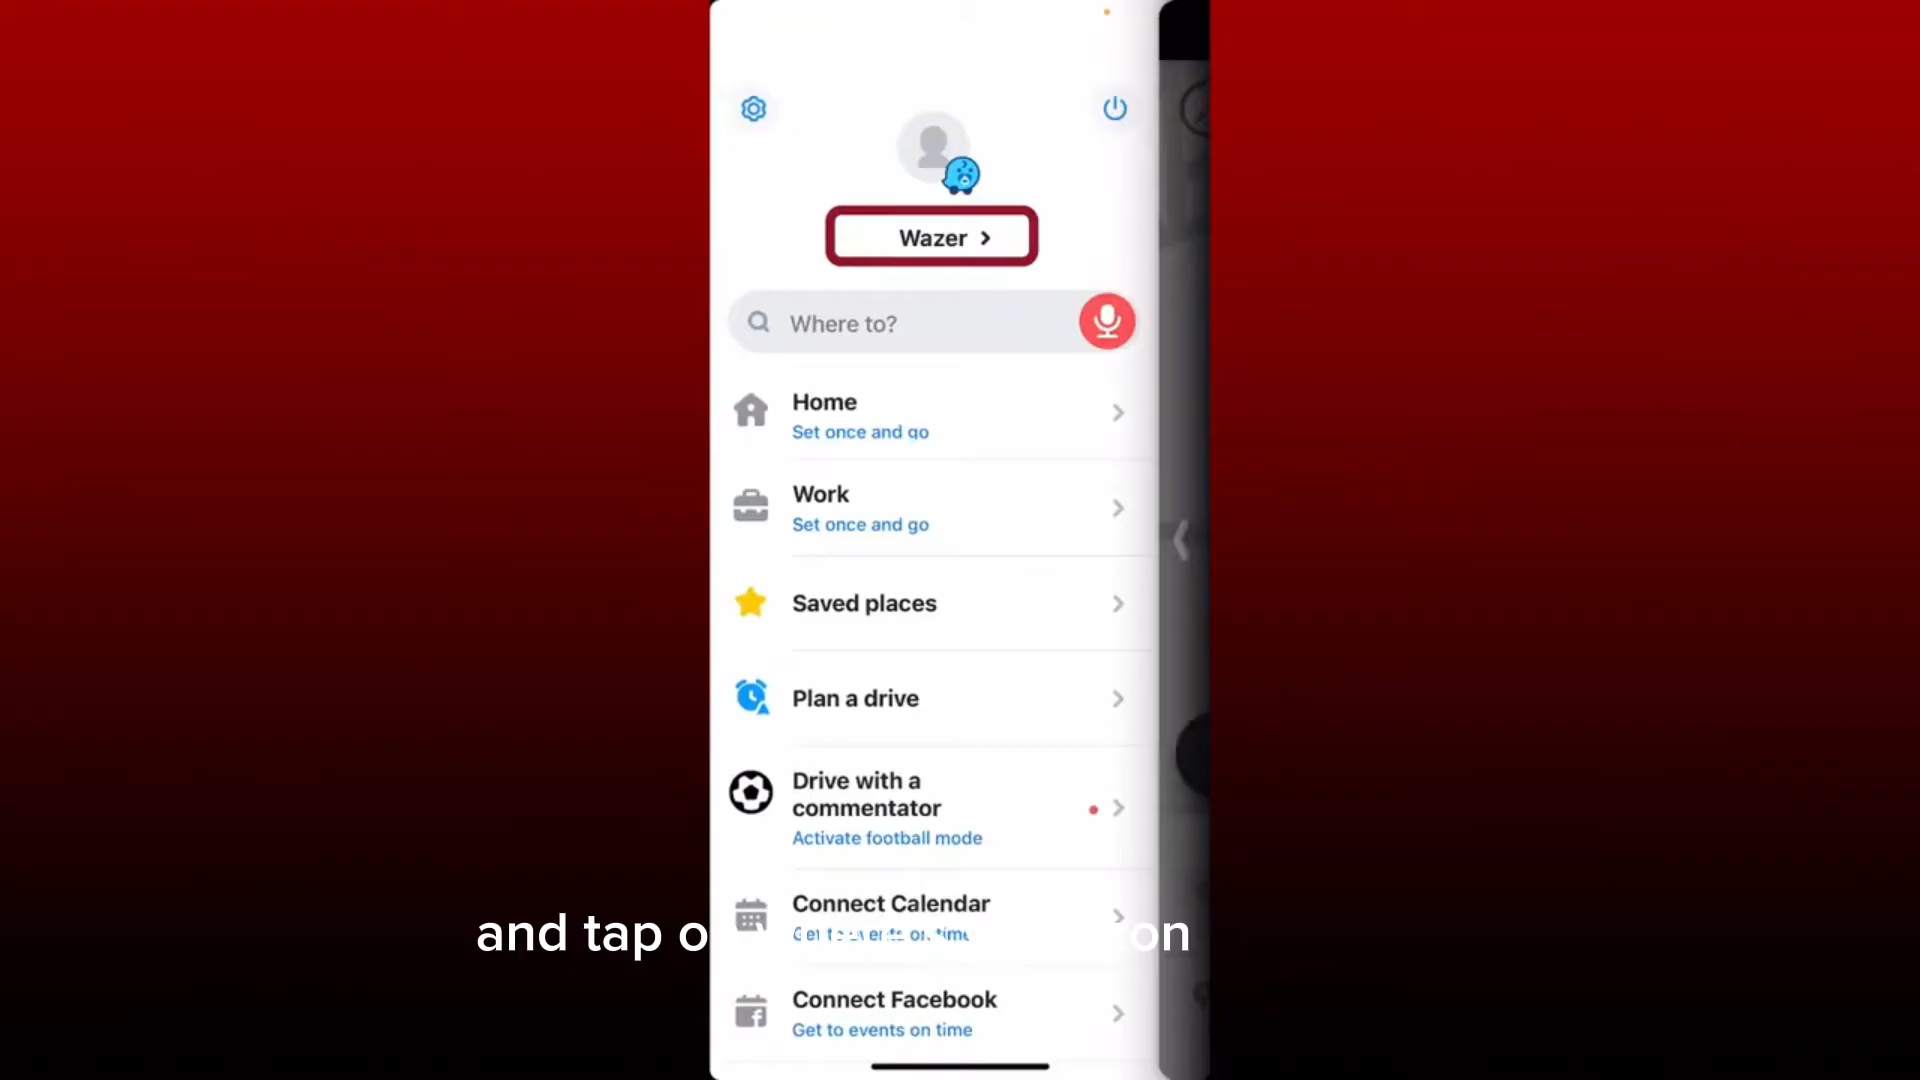 Wazer
Where to?
Home
Set once and go
Work
Set once and go
Saved places
Plan a drive
Drive with a
commentator
Activate football mode
Connect Calendar
Get to events on time
and tap
Connect Facebook
Get to events on time